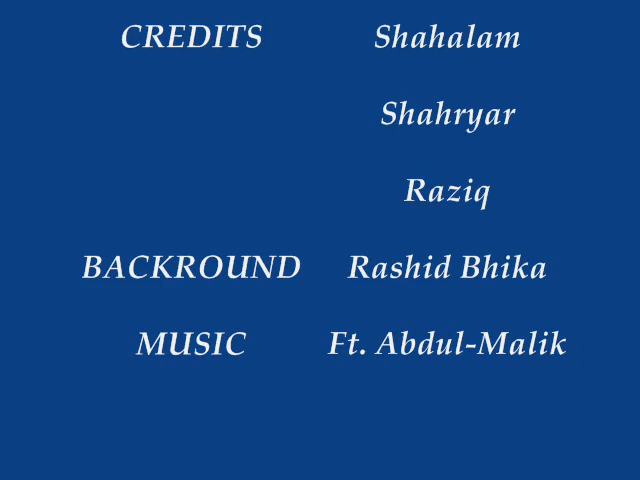 CREDITS Shahalam
Shahryar
Raziq
BACKROUND Rashid Bhika
MUSIC Ft. Abdul-Malik